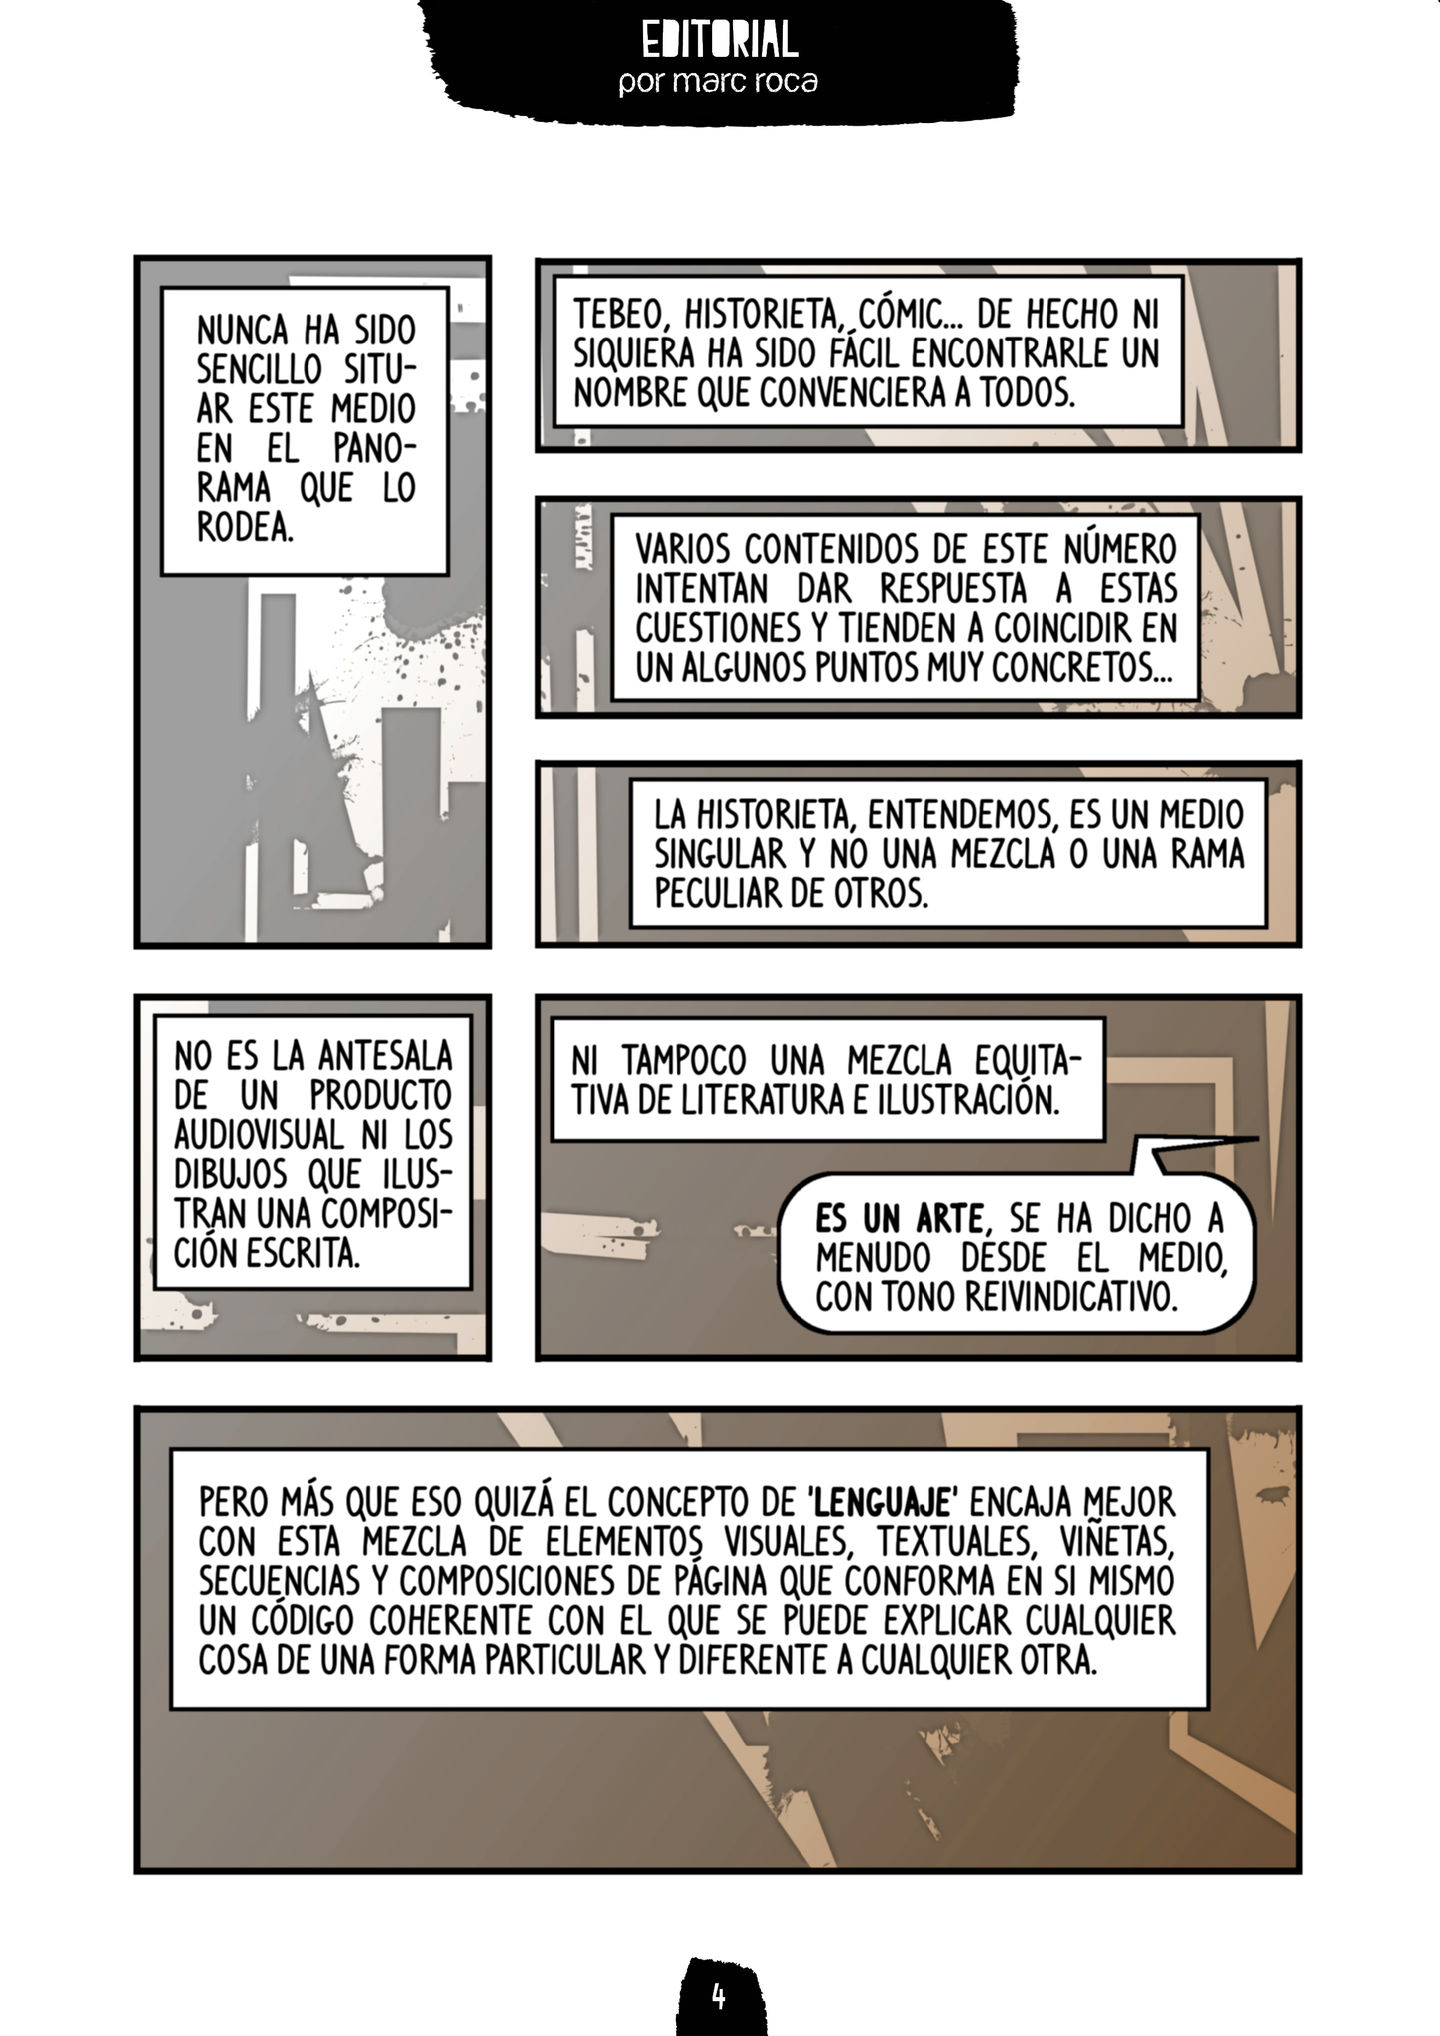 EDITORIAL
por marc roca
NUNCA HA SIDO
SENCILLO SITU-
AR ESTE MEDIO
EN EL PANO-
RAMA QUE LO
RODEA.
TEBEO, HISTORIETA, CÓMIC... DE HECHO NI
SIQUIERA HA SIDO FÁCIL ENCONTRARLE UN
NOMBRE QUE CONVENCIERA A TODOS.
VARIOS CONTENIDOS DE ESTE NÚMERO
INTENTAN DAR RESPUESTA A ESTAS
CUESTIONES Y TIENDEN A COINCIDIR EN
UN ALGUNOS PUNTOS MUY CONCRETOS...
LA HISTORIETA, ENTENDEMOS, ES UN MEDIO
SINGULAR Y NO UNA MEZCLA O UNA RAMA
PECULIAR DE OTROS.
NO ES LA ANTESALA
DE UN PRODUCTO
AUDIOVISUAL NI LOS
DIBUJOS QUE ILUS-
TRAN UNA COMPOSI-
CIÓN ESCRITA.
NI TAMPOCO UNA MEZCLA EQUITA-
TIVA DE LITERATURA E ILUSTRACIÓN.
ES UN ARTE, SE HA DICHO A
MENUDO DESDE EL MEDIO,
CON TONO REIVINDICATIVO.
PERO MÁS QUE ESO QUIZÁ EL CONCEPTO DE 'LENGUAJE' ENCAJA MEJOR
CON ESTA MEZCLA DE ELEMENTOS VISUALES, TEXTUALES, VIÑETAS,
SECUENCIAS Y COMPOSICIONES DE PÁGINA QUE CONFORMA EN SI MISMO
UN CÓDIGO COHERENTE CON EL QUE SE PUEDE EXPLICAR CUALQUIER
COSA DE UNA FORMA PARTICULAR Y DIFERENTE A CUALQUIER OTRA.
4